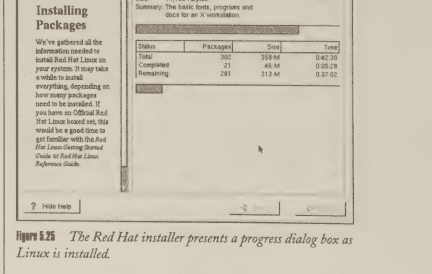 Installing
Packages
We've gathered all the
information needed to
install Red Hat Linux on
your system. It may take
a while to install
everything, depending on
how many packages
need to be installed. If
you have an Official Red
Hat Linux boxed set, this
would be a good time to
get familiar with the Red
Hat Linux Getting Started
Guide or Red Hat Linux
Reference Guide.
Summary: The basic fonts, programs and
docs for an X workstation.
Status Packages Size Time
Total 302 359 M 0:42:30
Completed 21 46 M 0:05:28
Remaining 281 313 M 0:37:02
? Hide Help
Figure 5.25 The Red Hat installer presents a progress dialog box as
Linux is installed.